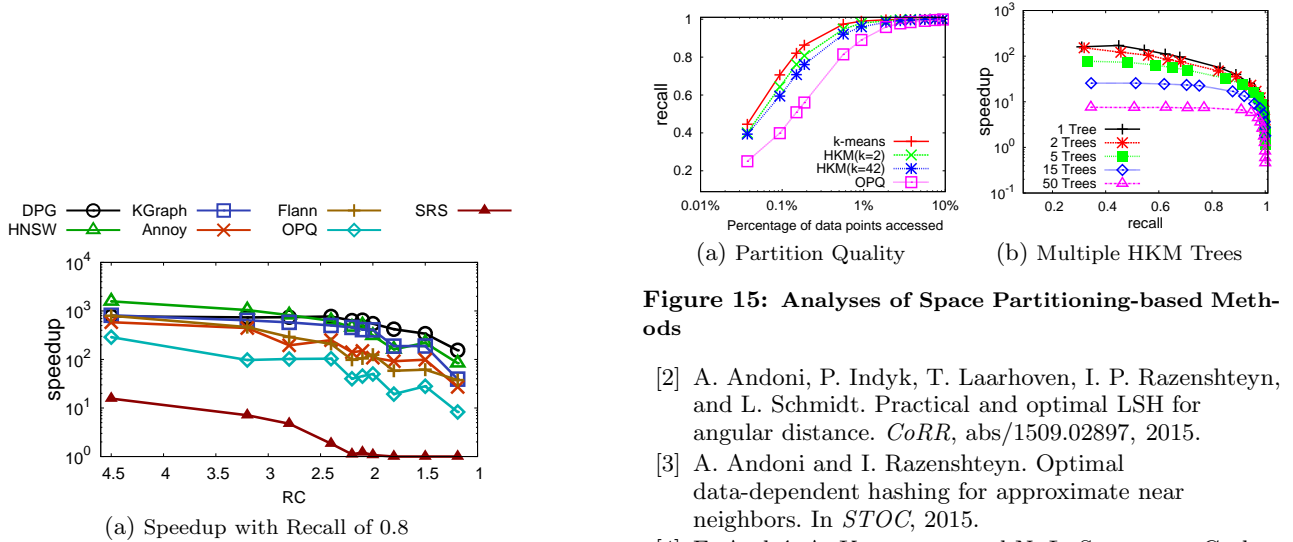 DPG KGraph Flann SRS
HNSW Annoy OPQ
10^4
10^3
10^2
10^1
10^0
speedup
4.5 4 3.5 3 2.5 2 1.5 1
RC
(a) Speedup with Recall of 0.8
1
0.8
0.6
0.4
0.2
recall
k-means
HKM(k=2)
HKM(k=42)
OPQ
0.01% 0.1% 1% 10%
Percentage of data points accessed
(a) Partition Quality
10^3
10^2
10^1
10^0
10^-1
speedup
1 Tree
2 Trees
5 Trees
15 Trees
50 Trees
0.2 0.4 0.6 0.8 1
recall
(b) Multiple HKM Trees
Figure 15: Analyses of Space Partitioning-based Meth-
ods
[2] A. Andoni, P. Indyk, T. Laarhoven, I. P. Razenshteyn,
and L. Schmidt. Practical and optimal LSH for
angular distance. CoRR, abs/1509.02897, 2015.
[3] A. Andoni and I. Razenshteyn. Optimal
data-dependent hashing for approximate near
neighbors. In STOC, 2015.